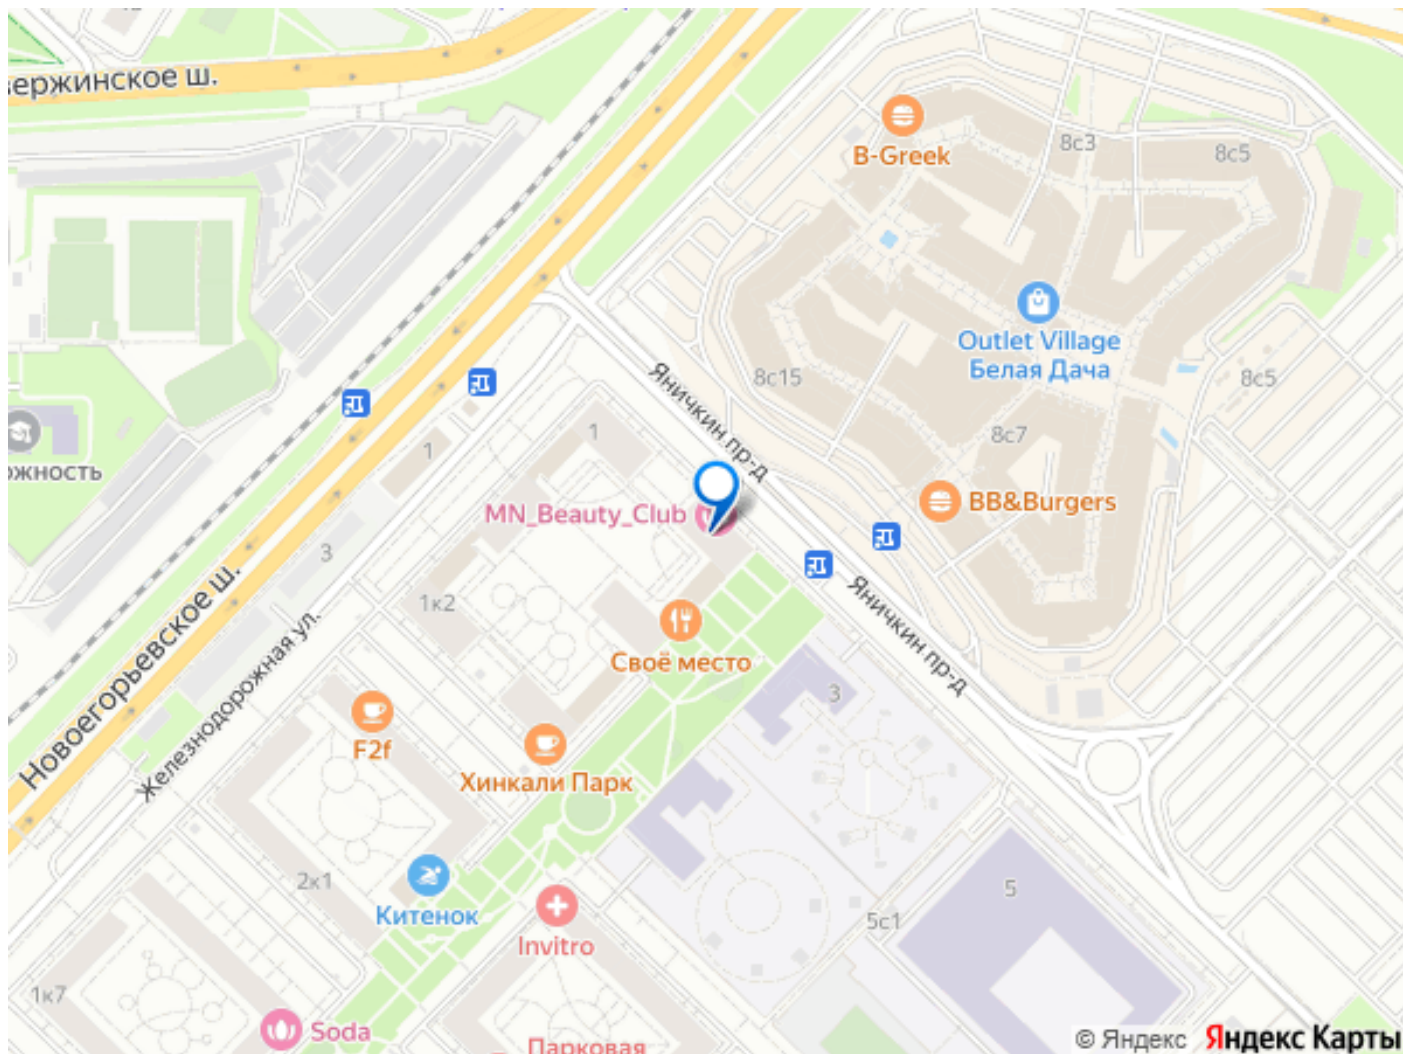 зержинское ш.
B-Greek
8с3
8с5
Outlet Village
Белая Дача
8с15
8с5
Яничкин пр-д
8с7
1
1
ожность
MN_Beauty_Club
BB&Burgers
3
1к2
Новоегорьевское ш.
Железнодорожная ул.
Яничкин пр-д
Своё место
3
F2f
Хинкали Парк
2к1
5
Китенок
5с1
Invitro
1к7
Soda
Парковая
© Яндекс Яндекс Карты